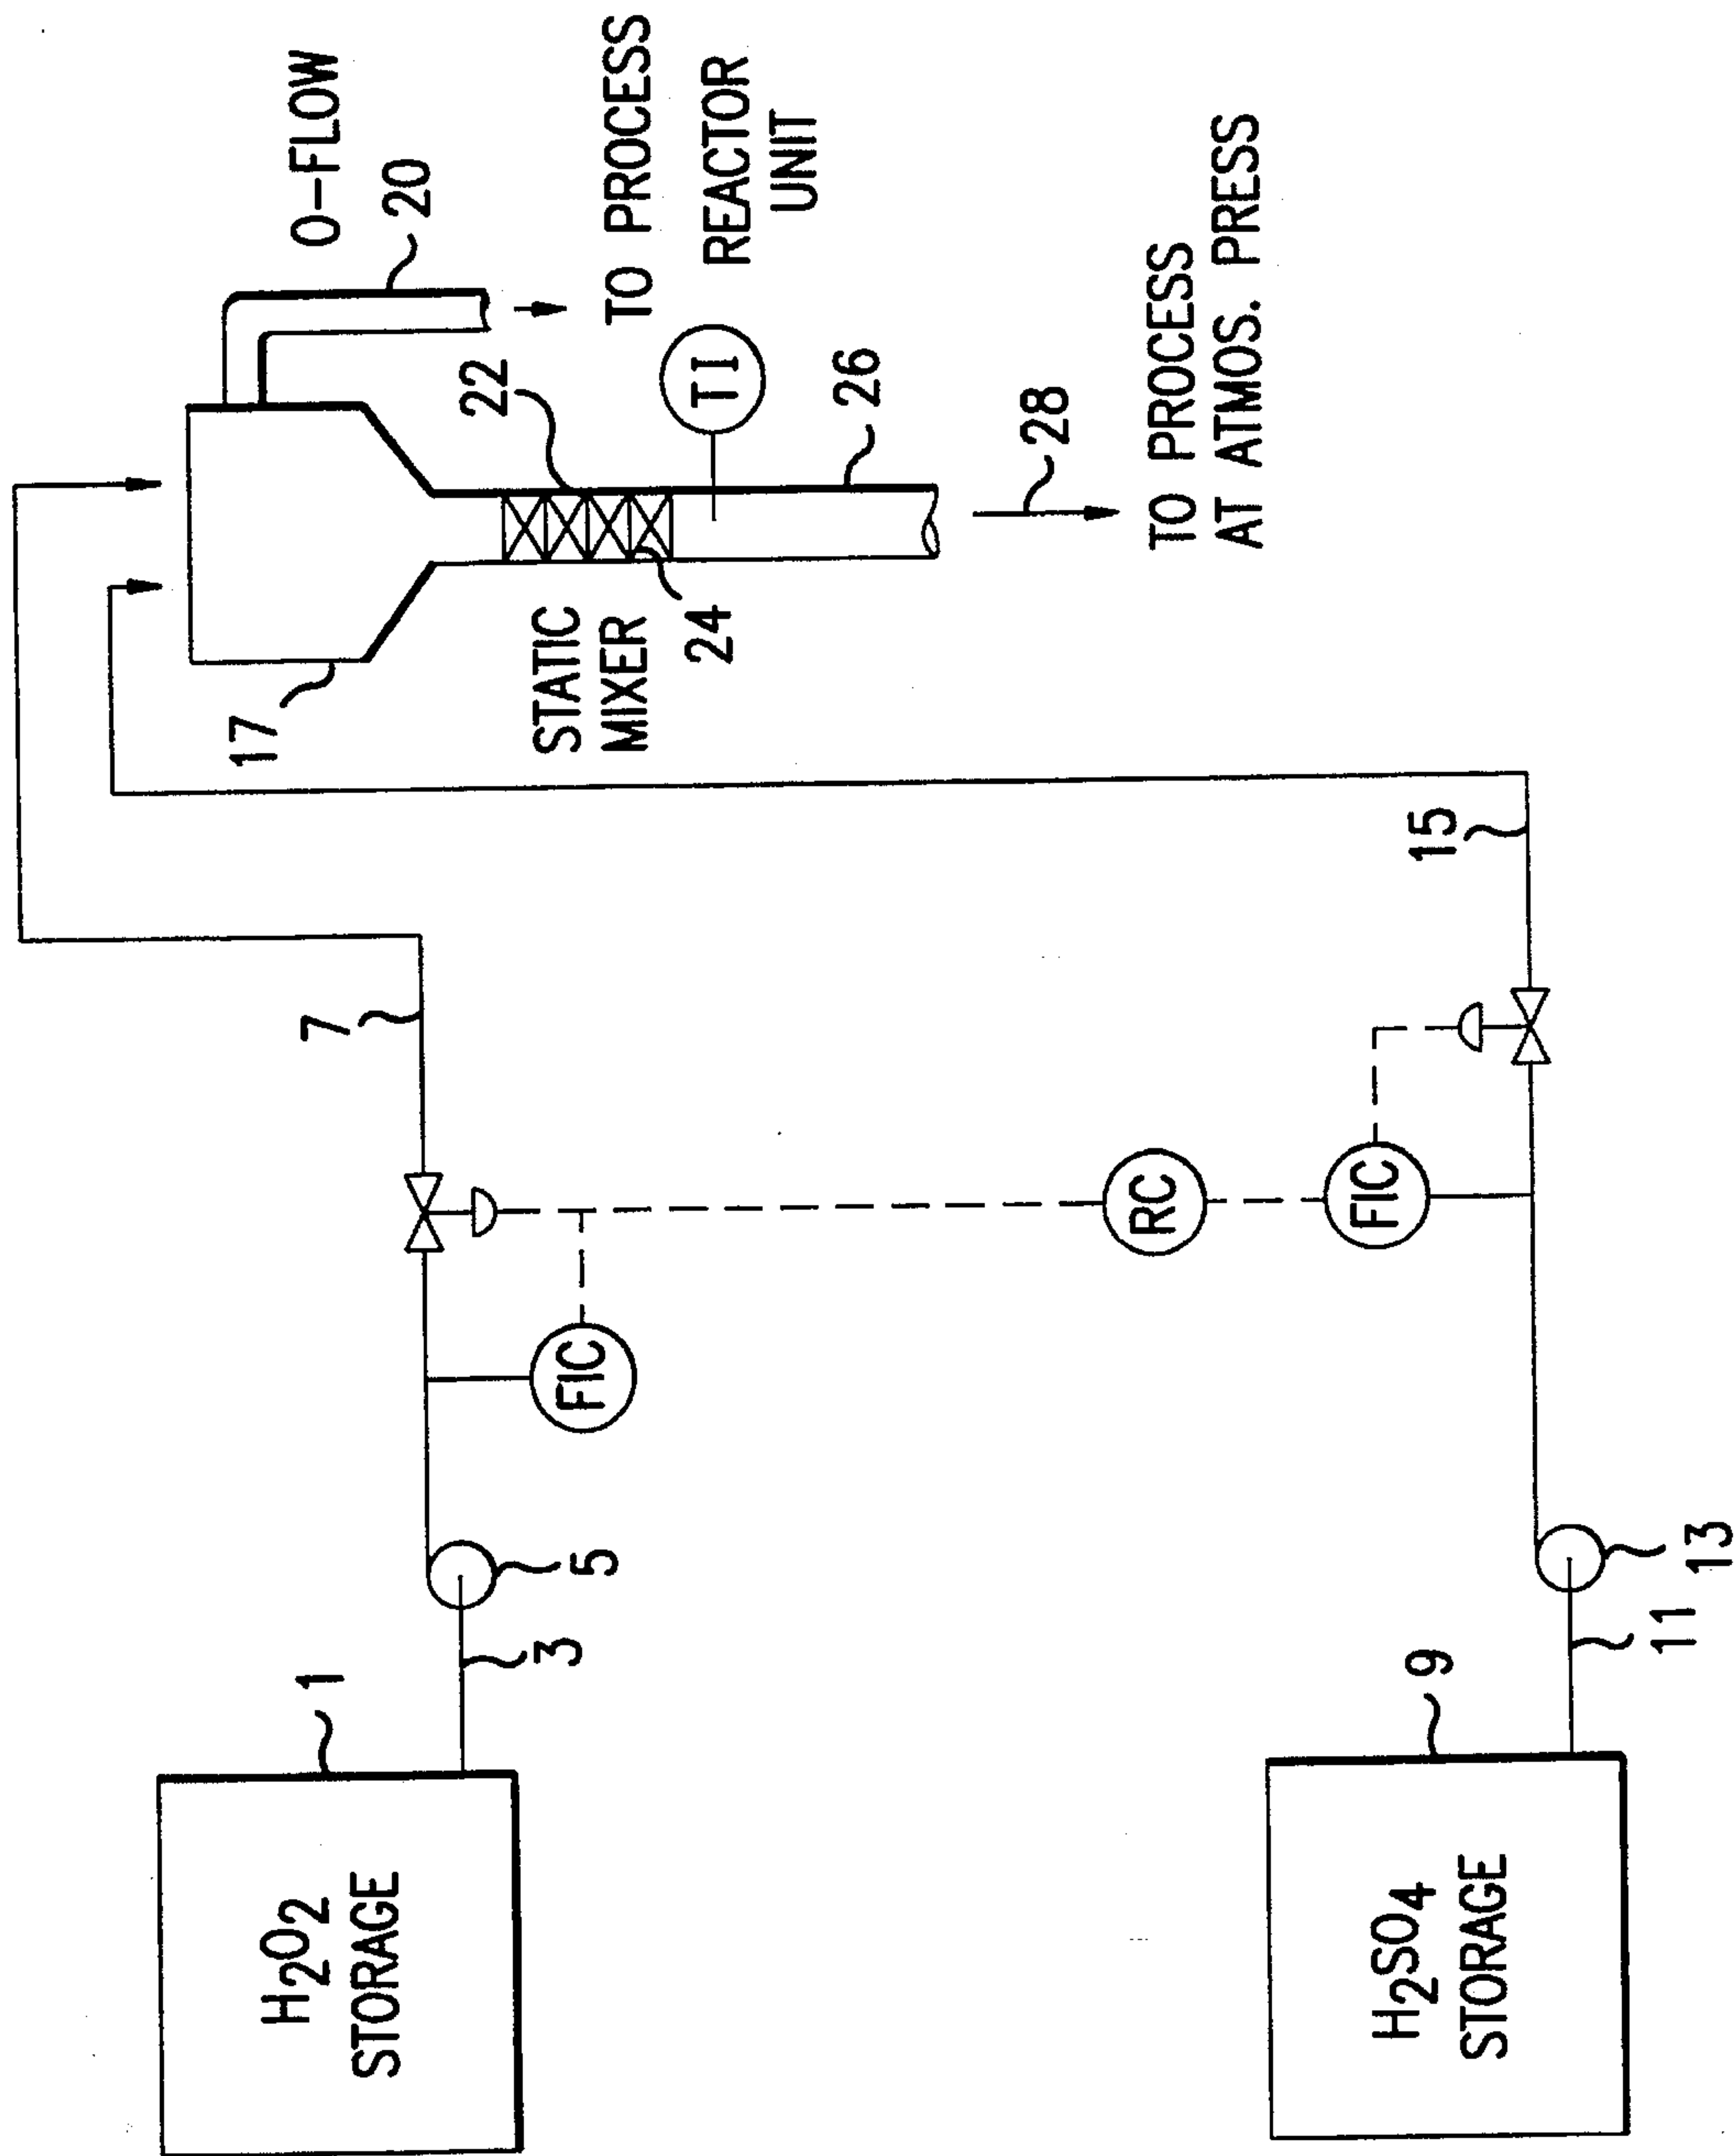 H2O2
STORAGE
1
3
5
FIC
7
H2SO4
STORAGE
9
11
13
RC
FIC
15
17
STATIC
MIXER
24
22
TI
26
28
O-FLOW
20
TO PROCESS
REACTOR
UNIT
TO PROCESS
AT ATMOS. PRESS